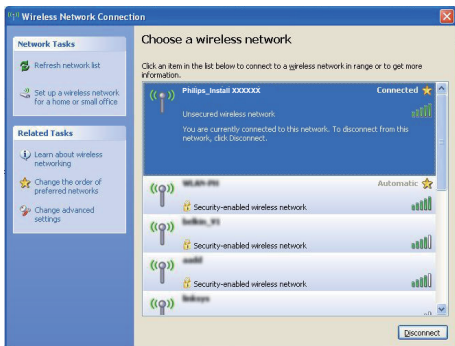 Wireless Network Connection
Network Tasks
Refresh network list
Set up a wireless network
for a home or small office
Related Tasks
Learn about wireless
networking
Change the order of
preferred networks
Change advanced
settings
Choose a wireless network
Click an item in the list below to connect to a wireless network in range or to get more
information.
Philips_Install XXXXXX Connected
Unsecured wireless network
You are currently connected to this network. To disconnect from this
network, click Disconnect.
Automatic
Security-enabled wireless network
Security-enabled wireless network
Security-enabled wireless network
Disconnect